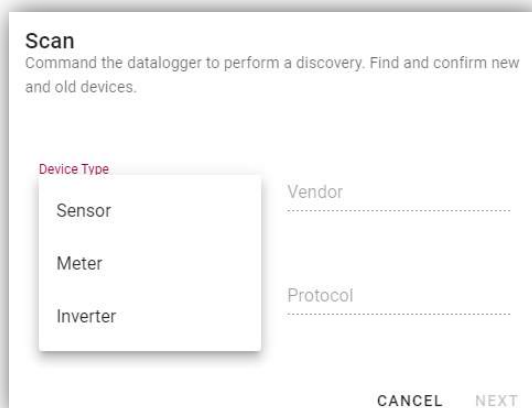 Scan
Command the datalogger to perform a discovery. Find and confirm new
and old devices.
Device Type
Sensor
Vendor
Meter
Inverter
Protocol
CANCEL NEXT